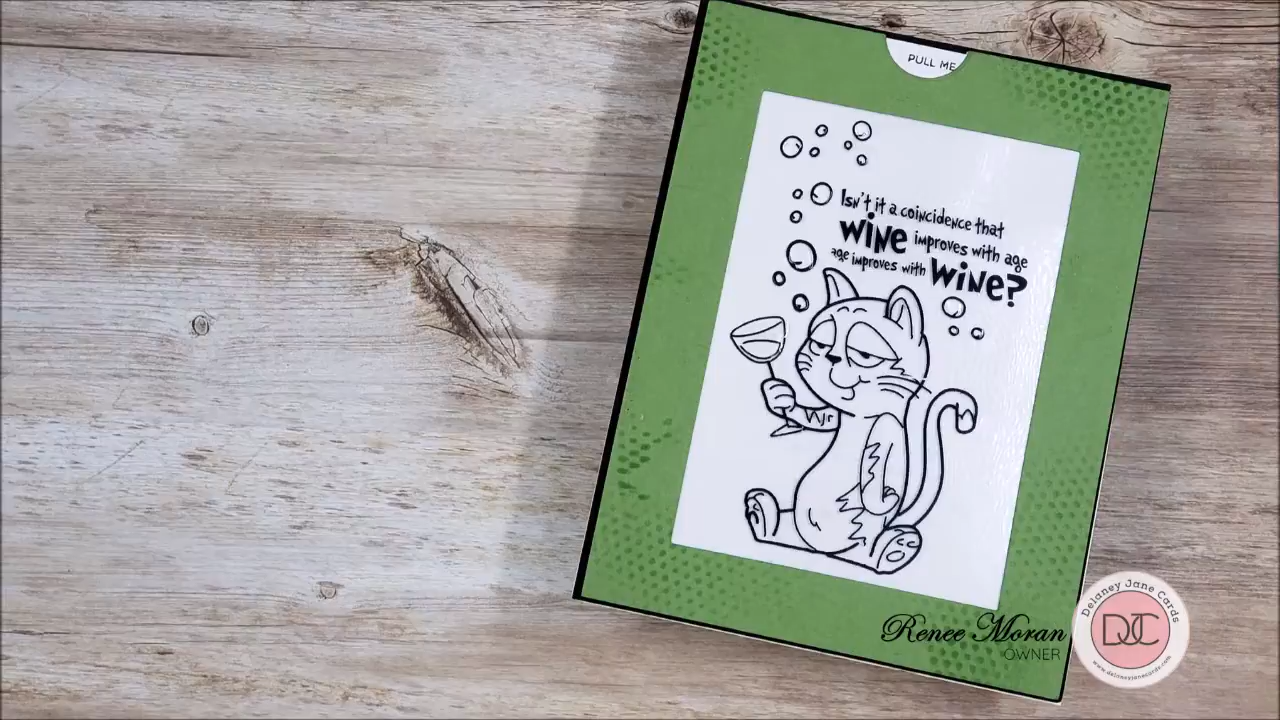 PULL ME
Isn't it a coincidence that
wine improves with age
age improves with wine?
Renee Moran
OWNER
Delaney Jane Cards
DJC
www.delaneyjanecards.com